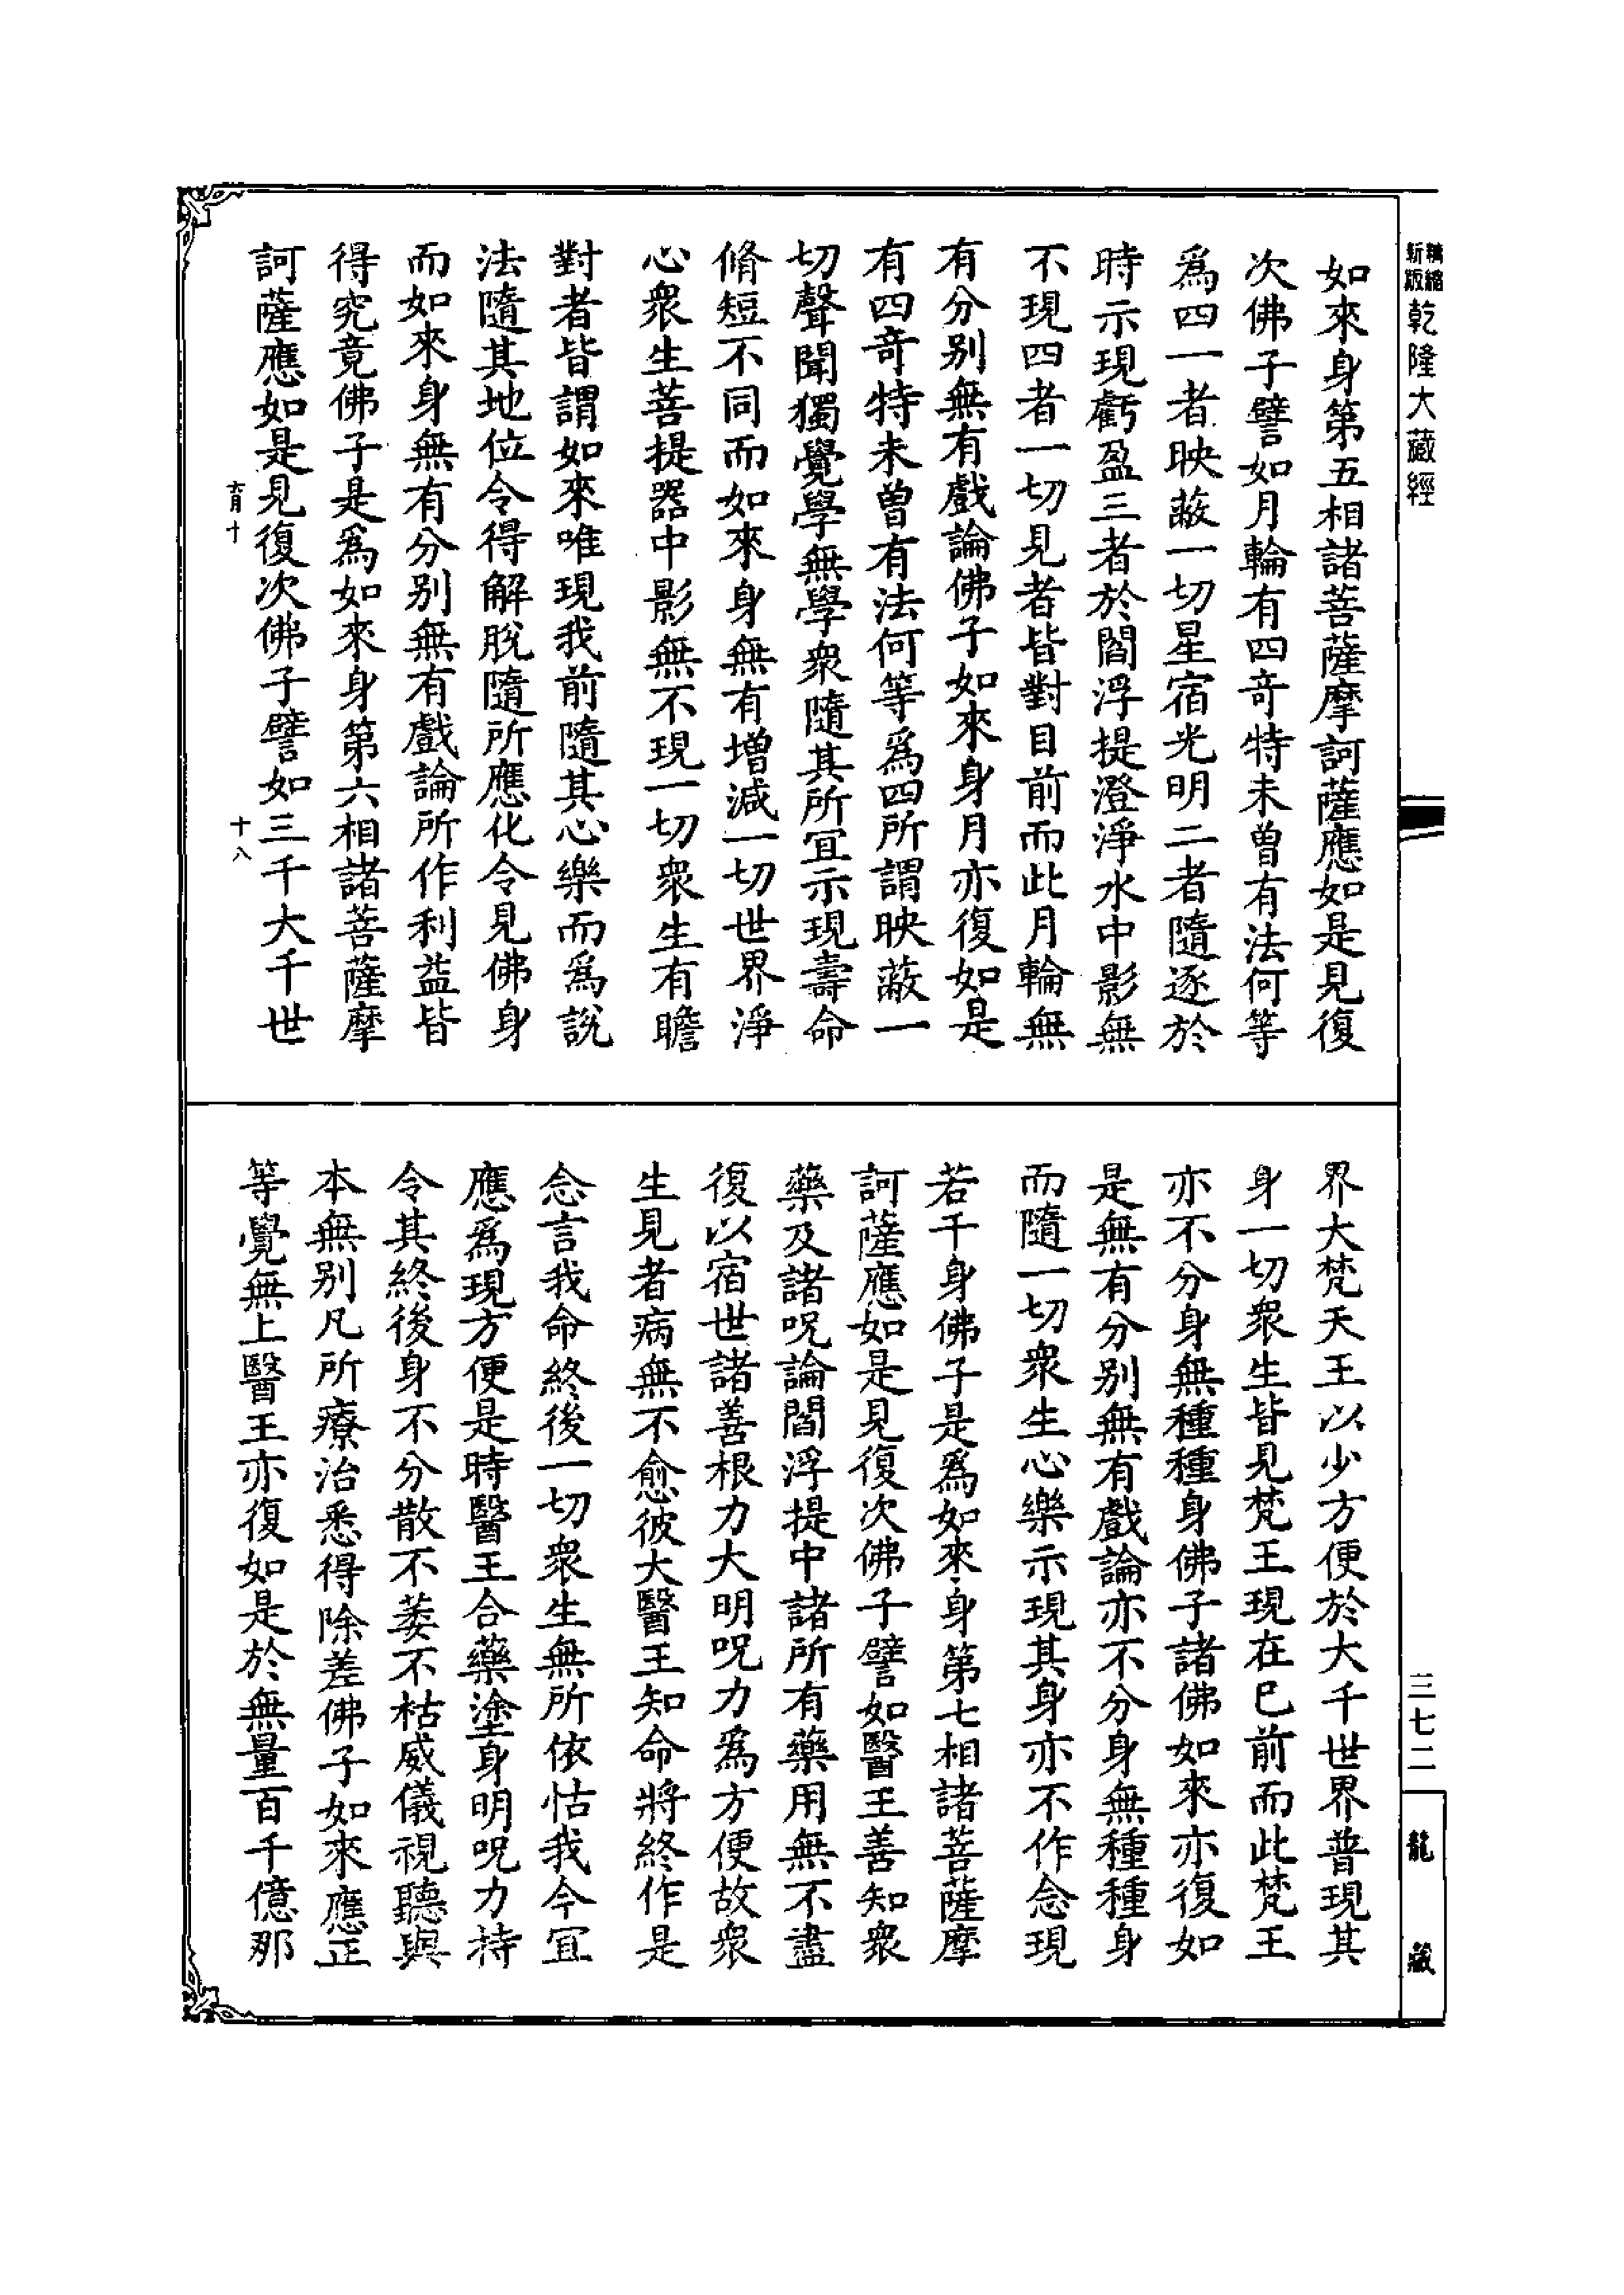 精縮新版乾隆大藏經
如來身第五相諸菩薩摩訶薩應如是見復
次佛子譬如月輪有四奇特未曾有法何等
爲四一者映蔽一切星宿光明二者隨逐於
時示現虧盈三者於閻浮提澄淨水中影無
不現四者一切見者皆對目前而此月輪無
有分別無有戲論佛子如來身月亦復如是
有四奇特未曾有法何等爲四所謂映蔽一
切聲聞獨覺學無學衆隨其所宜示現壽命
脩短不同而如來身無有增減一切世界淨
心衆生菩提器中影無不現一切衆生有瞻
對者皆謂如來唯現我前隨其心樂而爲說
法隨其地位令得解脫隨所應化令見佛身
而如來身無有分別無有戲論所作利益皆
得究竟佛子是爲如來身第六相諸菩薩摩
訶薩應如是見復次佛子譬如三千大千世
育十
十八
界大梵天王以少方便於大千世界普現其
身一切衆生皆見梵王現在已前而此梵王
亦不分身無種種身佛子諸佛如來亦復如
是無有分別無有戲論亦不分身無種種身
而隨一切衆生心樂示現其身亦不作念現
若干身佛子是爲如來身第七相諸菩薩摩
訶薩應如是見復次佛子譬如醫王善知衆
藥及諸呪論閻浮提中諸所有藥用無不盡
復以宿世諸善根力大明呪力爲方便故衆
生見者病無不愈彼大醫王知命將終作是
念言我命終後一切衆生無所依怙我今宜
應爲現方便是時醫王合藥塗身明呪力持
令其終後身不分散不萎不枯威儀視聽與
本無別凡所療治悉得除差佛子如來應正
等覺無上醫王亦復如是於無量百千億那
三七二
龍藏